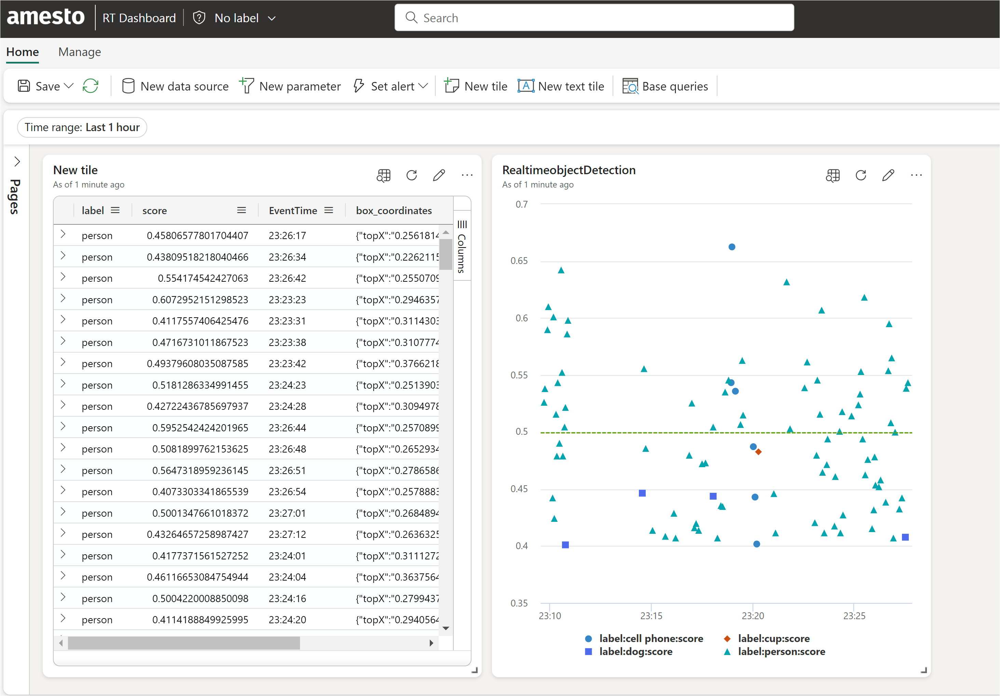 amesto RT Dashboard No label Search
Home Manage
Save New data source New parameter Set alert New tile New text tile Base queries
Time range: Last 1 hour
Pages
New tile
As of 1 minute ago
label score EventTime box_coordinates
person 0.45806577801704407 23:26:17 {"topX":"0.2561814
person 0.43809518218040466 23:26:34 {"topX":"0.2262115
person 0.554174542427063 23:26:42 {"topX":"0.2550709
person 0.6072952151298523 23:23:23 {"topX":"0.2946357
person 0.4117557406425476 23:23:31 {"topX":"0.3114303
person 0.4716731011867523 23:23:38 {"topX":"0.3107774
person 0.49379608035087585 23:23:42 {"topX":"0.3766218
person 0.5181286334991455 23:24:23 {"topX":"0.2513903
person 0.42722436785697937 23:24:28 {"topX":"0.3094978
person 0.5952542424201965 23:26:44 {"topX":"0.2570899
person 0.5081899762153625 23:26:48 {"topX":"0.2652934
person 0.5647318959236145 23:26:51 {"topX":"0.2786586
person 0.4073303341865539 23:26:54 {"topX":"0.2578883
person 0.5001347661018372 23:27:01 {"topX":"0.2684894
person 0.43264657258987427 23:27:12 {"topX":"0.2636325
person 0.4177371561527252 23:24:01 {"topX":"0.3111272
person 0.46116653084754944 23:24:04 {"topX":"0.3637564
person 0.5004220008850098 23:24:16 {"topX":"0.2799437
person 0.4114188849925995 23:24:20 {"topX":"0.2940564
Columns
RealtimeobjectDetection
As of 1 minute ago
0.7
0.65
0.6
0.55
0.5
0.45
0.4
0.35
23:10 23:15 23:20 23:25
label:cell phone:score label:cup:score
label:dog:score label:person:score